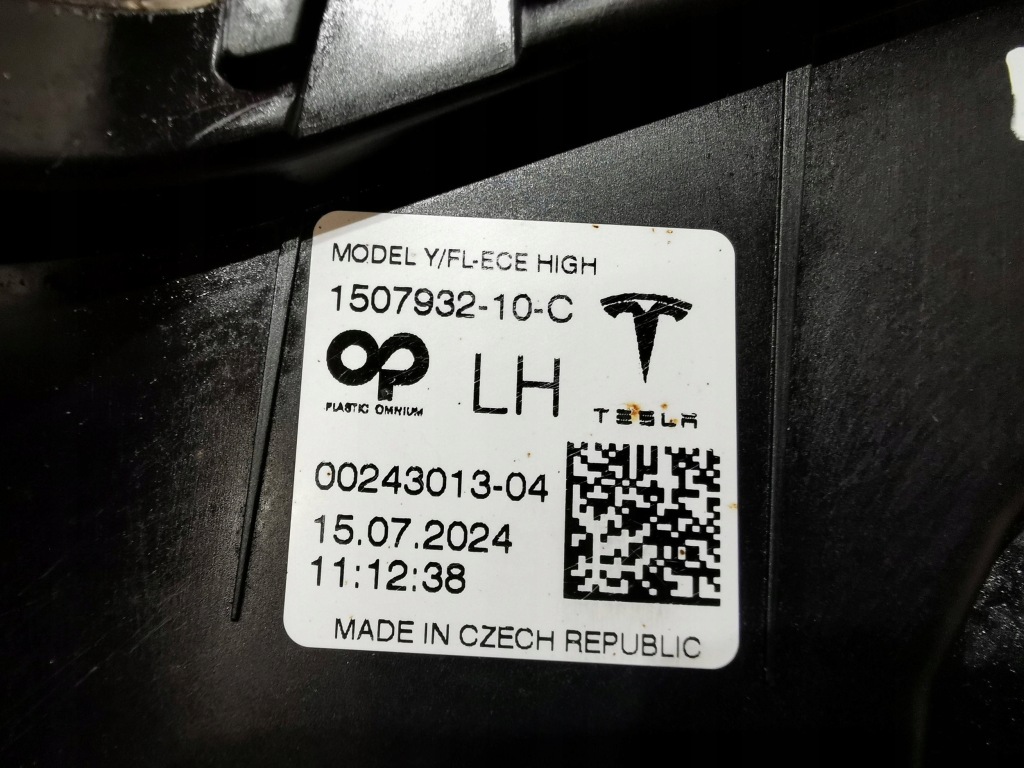 MODEL Y/FL-ECE HIGH
1507932-10-C
PLASTIC OMNIUM
LH
TESLA
00243013-04
15.07.2024
11:12:38
MADE IN CZECH REPUBLIC